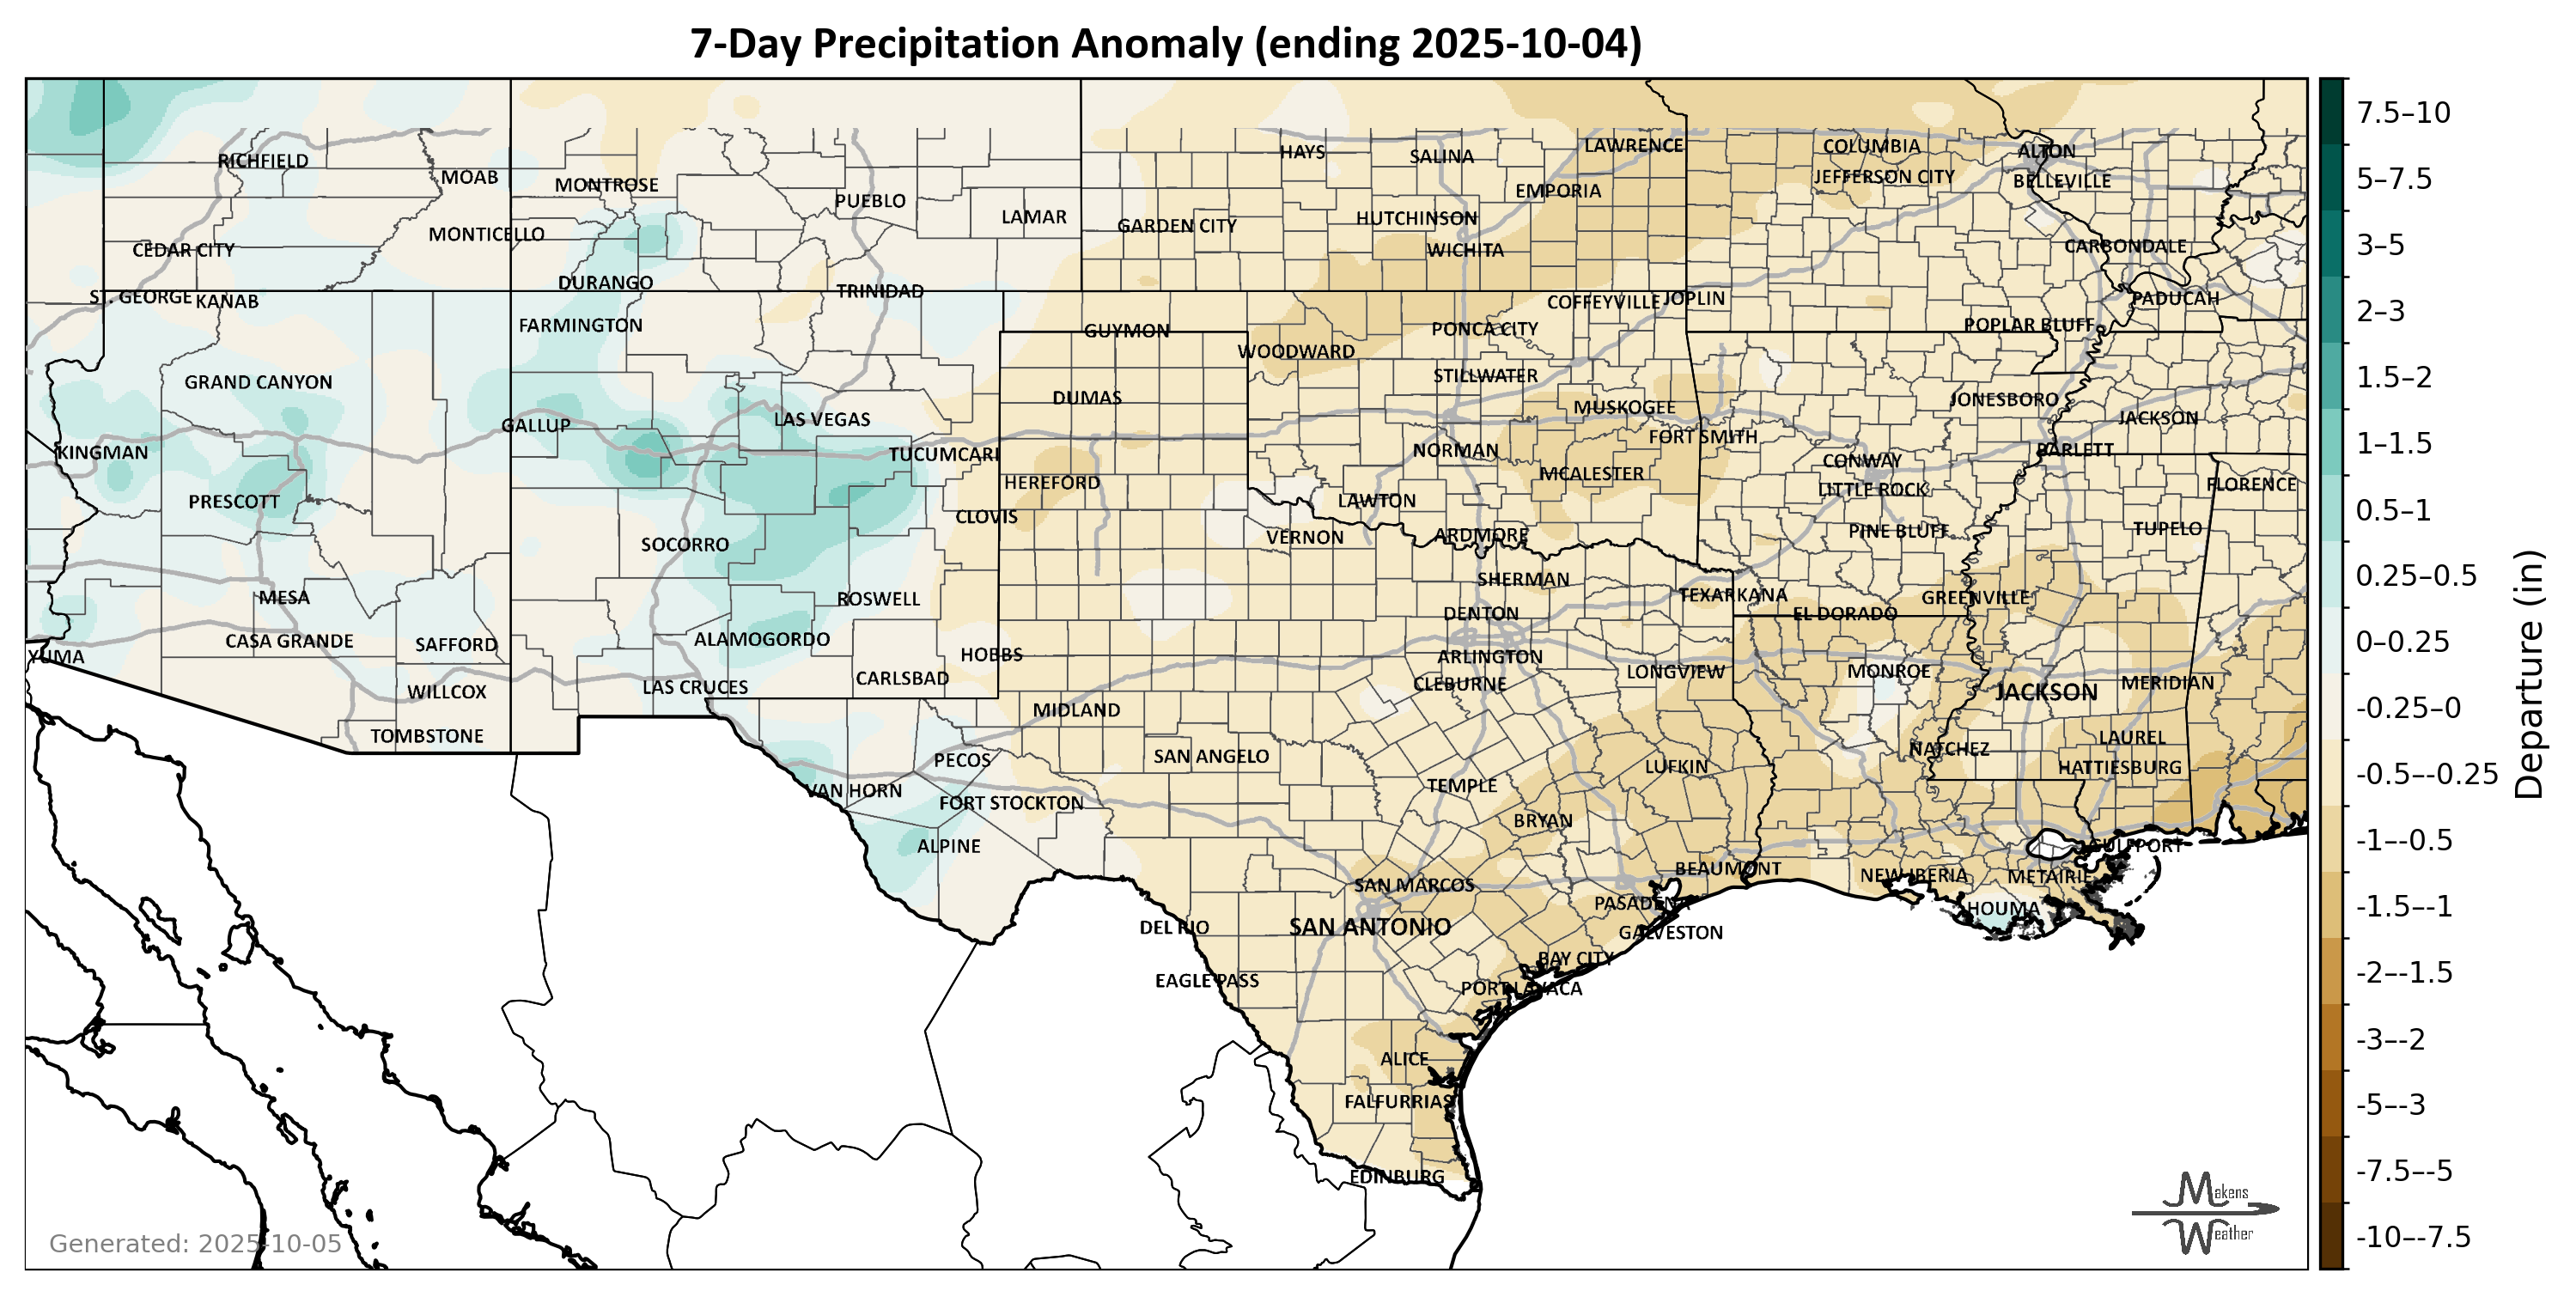 7-Day Precipitation Anomaly (ending 2025-10-04)
RICHFIELD
MOAB
MONTROSE
PUEBLO
LAMAR
HAYS
SALINA
LAWRENCE
COLUMBIA
ALTON
JEFFERSON CITY
BELLEVILLE
EMPORIA
GARDEN CITY
HUTCHINSON
WICHITA
CEDAR CITY
MONTICELLO
CARBONDALE
DURANGO
TRINIDAD
ST. GEORGE
KANAB
COFFEYVILLE
JOPLIN
PADUCAH
FARMINGTON
GUYMON
PONCA CITY
POPLAR BLUFF
WOODWARD
GRAND CANYON
STILLWATER
DUMAS
MUSKOGEE
JONESBORO
JACKSON
GALLUP
LAS VEGAS
KINGMAN
TUCUMCARI
NORMAN
FORT SMITH
BARLETT
CONWAY
HEREFORD
MCALESTER
LITTLE ROCK
FLORENCE
PRESCOTT
LAWTON
CLOVIS
SOCORRO
VERNON
ARDMORE
PINE BLUFF
TUPELO
SHERMAN
MESA
ROSWELL
TEXARKANA
GREENVILLE
DENTON
EL DORADO
CASA GRANDE
SAFFORD
ALAMOGORDO
YUMA
HOBBS
ARLINGTON
LONGVIEW
MONROE
CARLSBAD
CLEBURNE
MERIDIAN
WILLCOX
LAS CRUCES
JACKSON
MIDLAND
TOMBSTONE
LAUREL
NATCHEZ
PECOS
SAN ANGELO
LUFKIN
HATTIESBURG
VAN HORN
FORT STOCKTON
TEMPLE
BRYAN
ALPINE
GULFPORT
BEAUMONT
SAN MARCOS
NEW IBERIA
METAIRIE
PASADENA
HOUMA
DEL RIO
SAN ANTONIO
GALVESTON
BAY CITY
EAGLE PASS
PORT LAVACA
ALICE
FALFURRIAS
EDINBURG
Generated: 2025-10-05
Makens
Weather
7.5–10
5–7.5
3–5
2–3
1.5–2
1–1.5
0.5–1
0.25–0.5
0–0.25
-0.25–0
-0.5–-0.25
-1–-0.5
-1.5–-1
-2–-1.5
-3–-2
-5–-3
-7.5–-5
-10–-7.5
Departure (in)